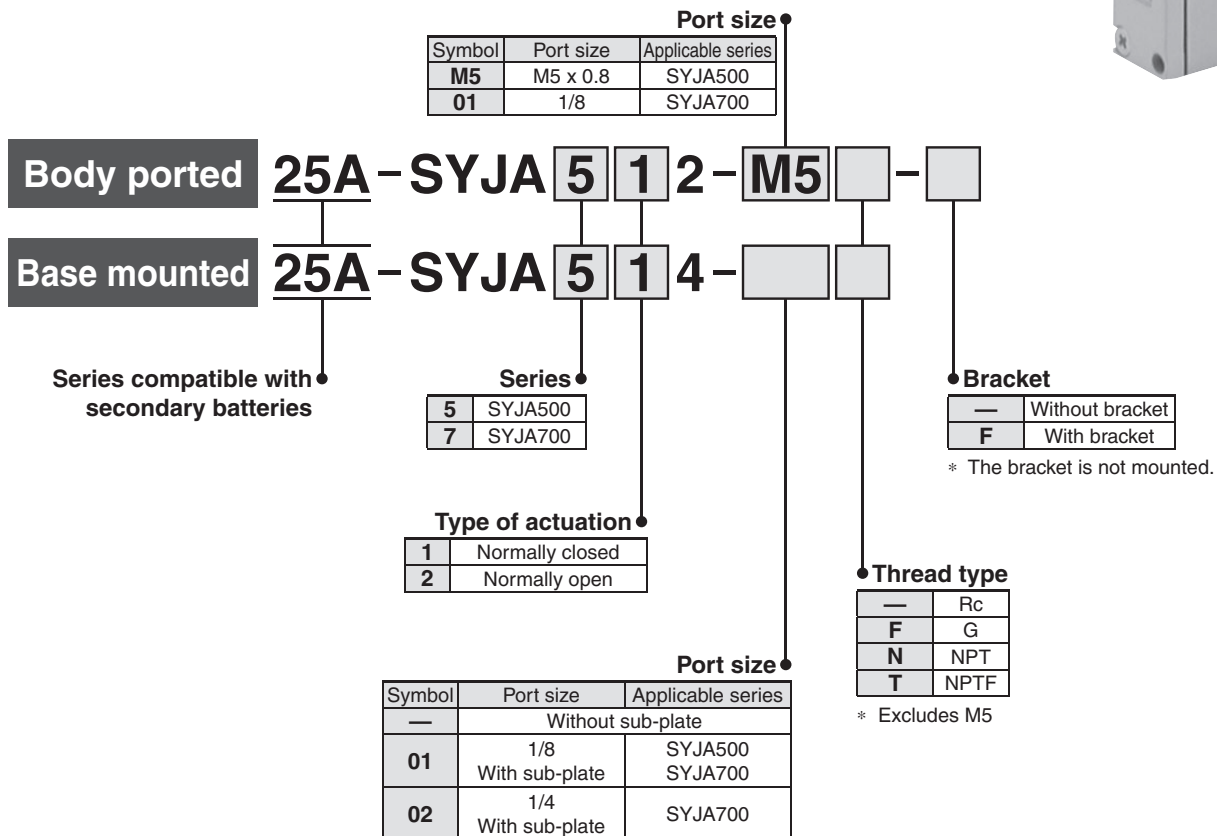 Port size
Symbol Port size Applicable series
M5 M5 x 0.8 SYJA500
01 1/8 SYJA700
Body ported 25A-SYJA 5 1 2-M5 -
Base mounted 25A-SYJA 5 1 4-
Series compatible with
secondary batteries
Series
5 SYJA500
7 SYJA700
Bracket
— Without bracket
F With bracket
* The bracket is not mounted.
Type of actuation
1 Normally closed
2 Normally open
Thread type
— Rc
F G
N NPT
T NPTF
* Excludes M5
Port size
Symbol Port size Applicable series
— Without sub-plate
01 1/8 SYJA500
With sub-plate SYJA700
02 1/4 SYJA700
With sub-plate